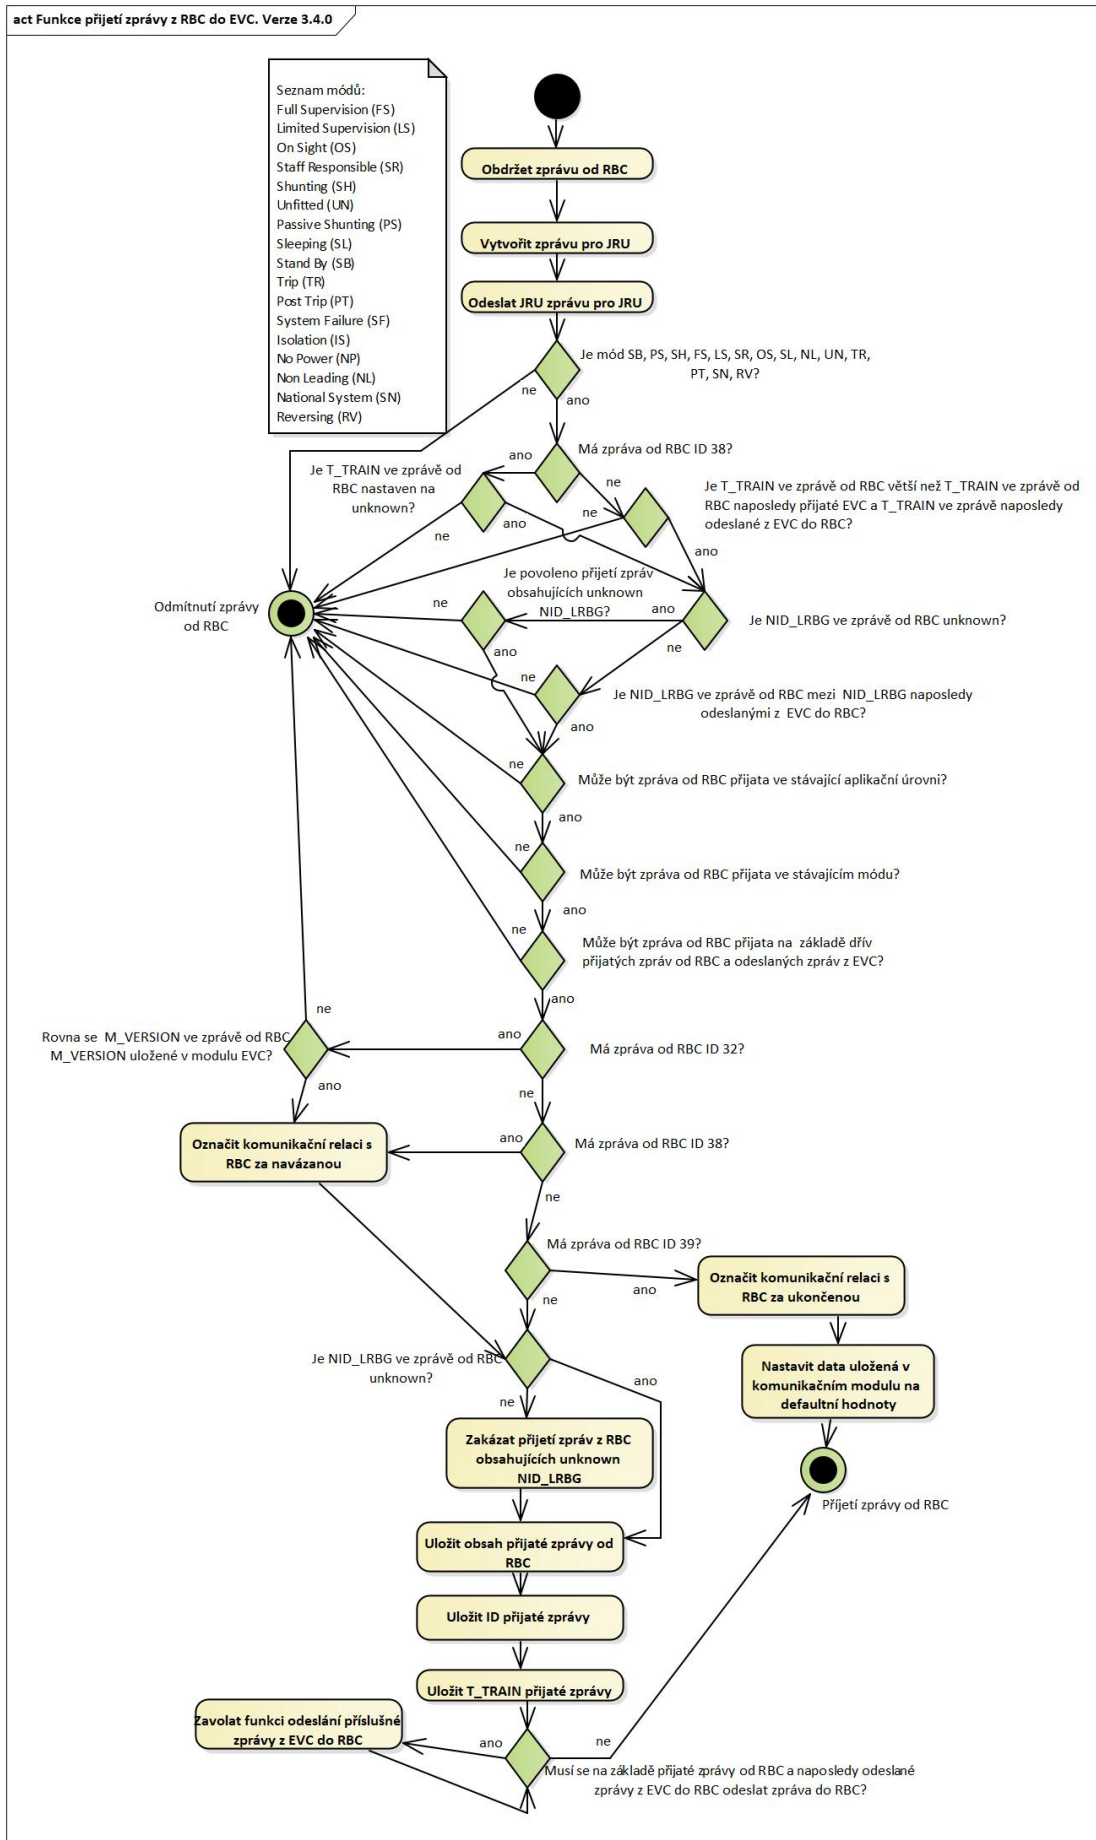 act Funkce přijetí zprávy z RBC do EVC. Verze 3.4.0
Seznam módů:
Full Supervision (FS)
Limited Supervision (LS)
On Sight (OS)
Staff Responsible (SR)
Shunting (SH)
Unfitted (UN)
Passive Shunting (PS)
Sleeping (SL)
Stand By (SB)
Trip (TR)
Post Trip (PT)
System Failure (SF)
Isolation (IS)
No Power (NP)
Non Leading (NL)
National System (SN)
Reversing (RV)
Obdržet zprávu od RBC
Vytvořit zprávu pro JRU
Odeslat JRU zprávu pro JRU
Je mód SB, PS, SH, FS, LS, SR, OS, SL, NL, UN, TR,
PT, SN, RV?
ne
ano
Má zpráva od RBC ID 38?
ano
ne
Je T_TRAIN ve zprávě od
RBC nastaven na
unknown?
ano
ne
Je T_TRAIN ve zprávě od RBC větší než T_TRAIN ve zprávě od
RBC naposledy přijaté EVC a T_TRAIN ve zprávě naposledy
odeslané z EVC do RBC?
ne
ano
Je povoleno přijetí zpráv
obsahujících unknown
NID_LRBG?
ne
ano
Odmítnutí zprávy
od RBC
Je NID_LRBG ve zprávě od RBC unknown?
ano
ne
Je NID_LRBG ve zprávě od RBC mezi  NID_LRBG naposledy
odeslanými z  EVC do RBC?
ne
ano
Může být zpráva od RBC přijata ve stávající aplikační úrovni?
ne
ano
Může být zpráva od RBC přijata ve stávajícím módu?
ne
ano
Může být zpráva od RBC přijata na  základě dřív
přijatých zpráv od RBC a odeslaných zpráv z EVC?
ne
ano
Rovna se  M_VERSION ve zprávě od RBC
M_VERSION uložené v modulu EVC?
ne
ano
Má zpráva od RBC ID 32?
ano
ne
Označit komunikační relaci s
RBC za navázanou
Má zpráva od RBC ID 38?
ano
ne
Má zpráva od RBC ID 39?
ano
ne
Označit komunikační relaci s
RBC za ukončenou
Nastavit data uložená v
komunikačním modulu na
defaultní hodnoty
Je NID_LRBG ve zprávě od RBC
unknown?
ano
ne
Zakázat přijetí zpráv z RBC
obsahujících unknown
NID_LRBG
Příjetí zprávy od RBC
Uložit obsah přijaté zprávy od
RBC
Uložit ID přijaté zprávy
Uložit T_TRAIN přijaté zprávy
Zavolat funkci odeslání příslušné
zprávy z EVC do RBC
ano
ne
Musí se na základě přijaté zprávy od RBC a naposledy odeslané
zprávy z EVC do RBC odeslat zpráva do RBC?